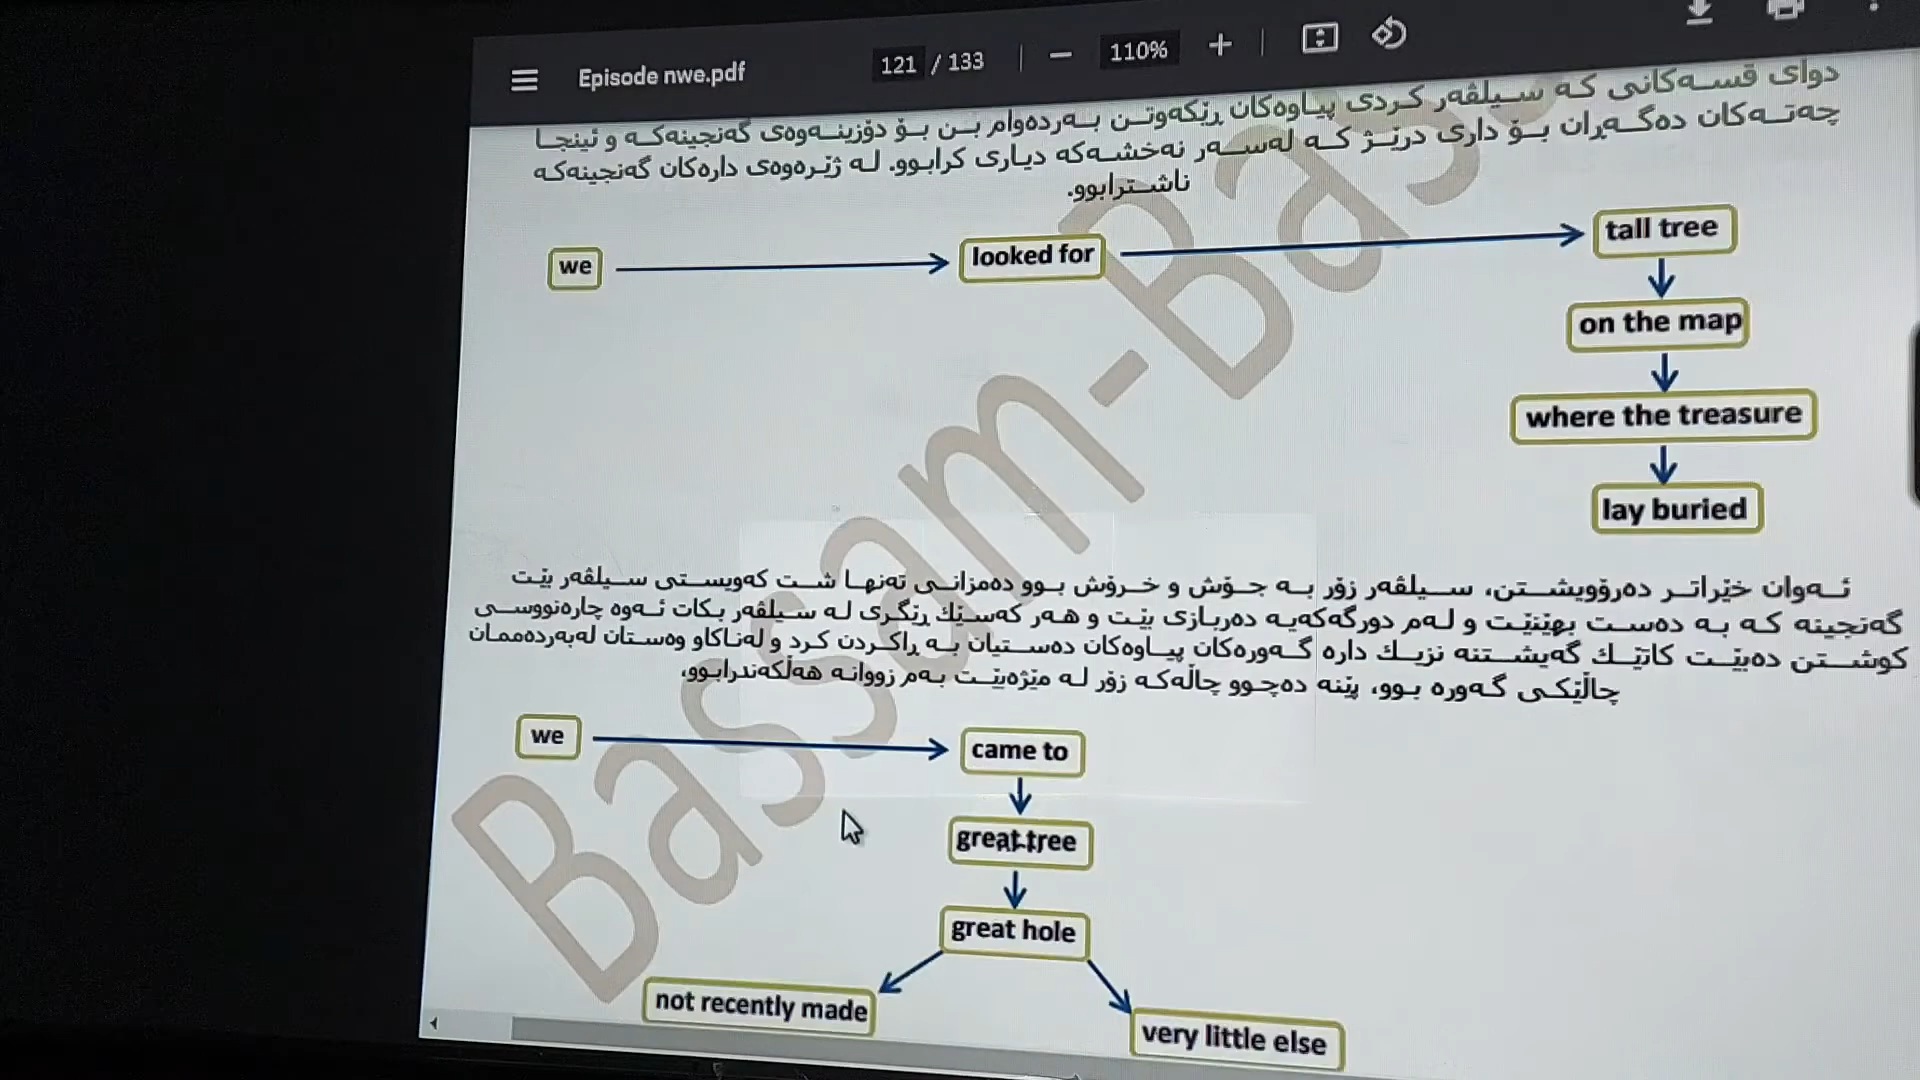 Episode nwe.pdf
121 / 133
110%
دوای قسەکانی کە سیلڤەر کردی پیاوەکان ڕێکەوتن بەردەوام بن بۆ دۆزینەوەی گەنجینەکە و ئینجا
چەتەکان دەگەڕان بۆ داری درێژ کە لەسەر نەخشەکە دیاری کرابوو. لە ژێرەوەی دارەکان گەنجینەکە
ناشترابوو.
we
looked for
tall tree
on the map
where the treasure
lay buried
ئەوان خێراتر دەڕۆویشتن، سیلڤەر زۆر بە جۆش و خرۆش بوو دەمزانی تەنها شت کەویستی سیلڤەر بێت
گەنجینە کە بە دەست بهێنێت و لەم دورگەکەیە دەربازی بێت و هەر کەسێك ڕێگری لە سیلڤەر بکات ئەوە چارەنووسی
کوشتن دەبێت کاتێك گەیشتنە نزیك دارە گەورەکان پیاوەکان دەستیان بە ڕاکردن کرد و لەناکاو وەستان لەبەردەممان
چاڵێکی گەورە بوو، پێنە دەچوو چاڵەکە زۆر لە مێژەبێت بەم زووانە هەڵکەندرابوو،
we
came to
great tree
great hole
not recently made
very little else
Bassam-Bas